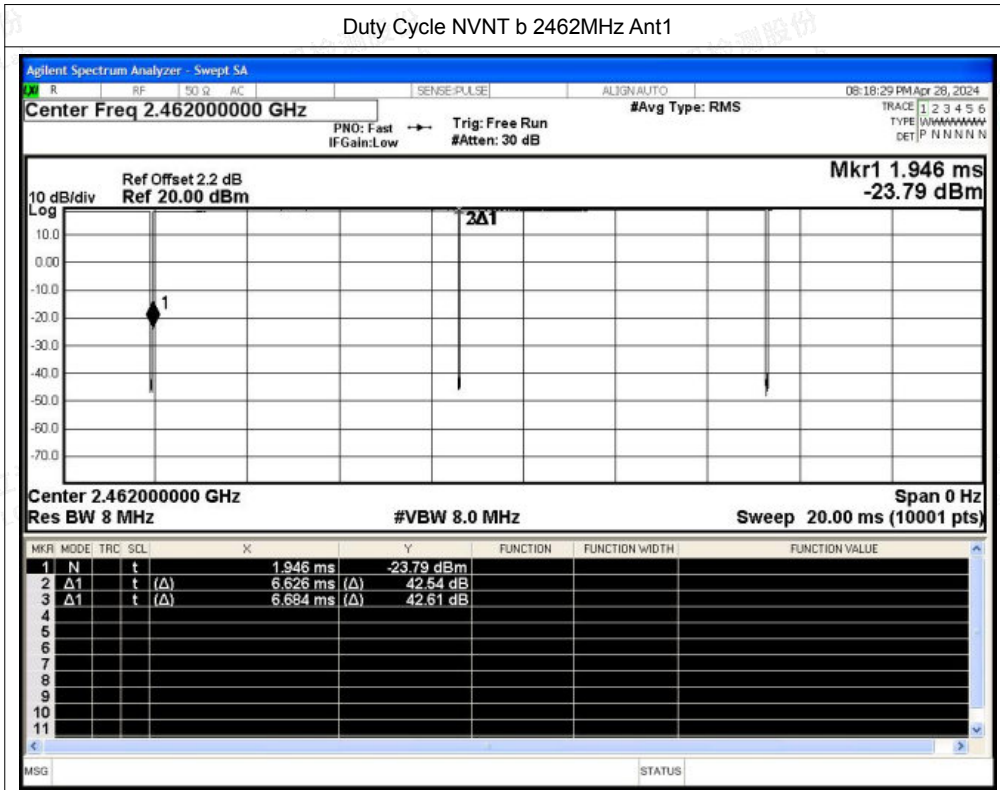 Duty Cycle NVNT b 2462MHz Ant1
Agilent Spectrum Analyzer - Swept SA
R RF 50 Ω AC SENSE:PULSE ALIGNAUTO 08:18:29 PM Apr 28, 2024
Center Freq 2.462000000 GHz #Avg Type: RMS TRACE 1 2 3 4 5 6
PNO: Fast Trig: Free Run TYPE
IFGain:Low #Atten: 30 dB DET P N N N N N
Mkr1 1.946 ms
Ref Offset 2.2 dB
10 dB/div Ref 20.00 dBm -23.79 dBm
Log
10.0
0.00
-10.0
-20.0
-30.0
-40.0
-50.0
-60.0
-70.0
2Δ1
1
Center 2.462000000 GHz Span 0 Hz
Res BW 8 MHz #VBW 8.0 MHz Sweep 20.00 ms (10001 pts)
MKR MODE TRC SCL X Y FUNCTION FUNCTION WIDTH FUNCTION VALUE
1 N t 1.946 ms -23.79 dBm
2 Δ1 t (Δ) 6.626 ms (Δ) 42.54 dB
3 Δ1 t (Δ) 6.684 ms (Δ) 42.61 dB
4
5
6
7
8
9
10
11
MSG STATUS